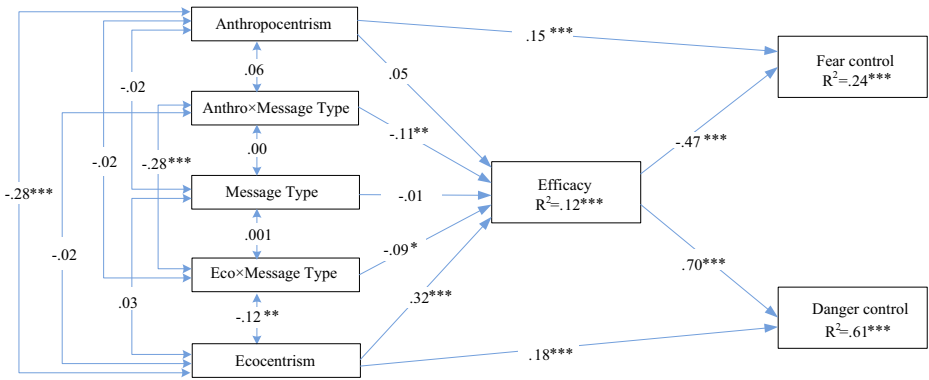 Anthropocentrism
.15 ***
Fear control
R²=.24***
.06
.05
-.02
Anthro×Message Type
-.11**
-.47 ***
.00
-.02
-.28***
Efficacy
R²=.12***
-.28***
Message Type
-.01
.001
-.02
Eco×Message Type
-.09 *
.70***
.03
.32***
-.12 **
Danger control
R²=.61***
Ecocentrism
.18***